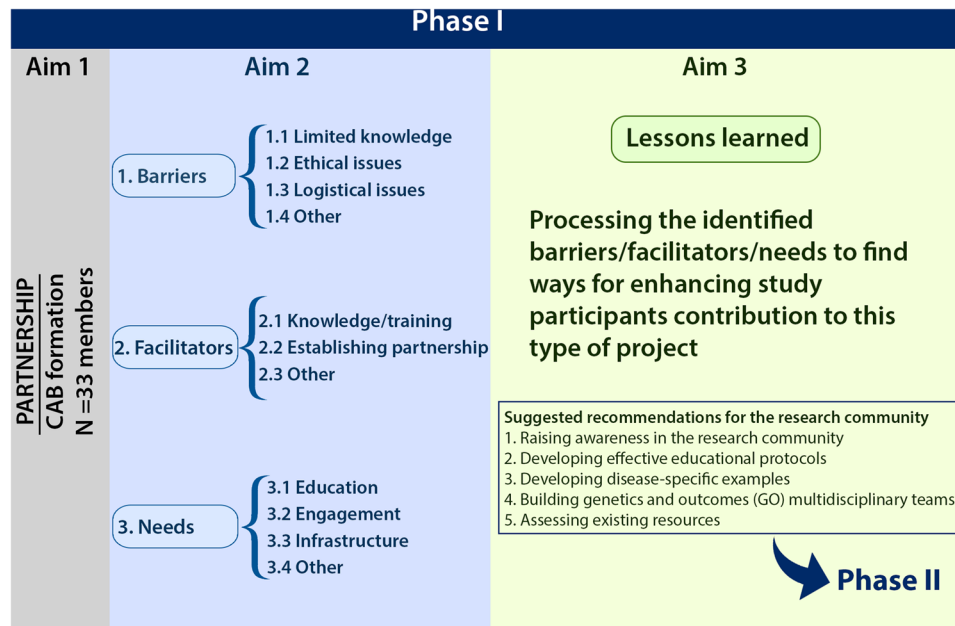 Phase I
Aim 1
PARTNERSHIP
CAB formation
N =33 members
Aim 2
1. Barriers
1.1 Limited knowledge
1.2 Ethical issues
1.3 Logistical issues
1.4 Other
2. Facilitators
2.1 Knowledge/training
2.2 Establishing partnership
2.3 Other
3. Needs
3.1 Education
3.2 Engagement
3.3 Infrastructure
3.4 Other
Aim 3
Lessons learned
Processing the identified
barriers/facilitators/needs to find
ways for enhancing study
participants contribution to this
type of project
Suggested recommendations for the research community
1. Raising awareness in the research community
2. Developing effective educational protocols
3. Developing disease-specific examples
4. Building genetics and outcomes (GO) multidisciplinary teams
5. Assessing existing resources
Phase II